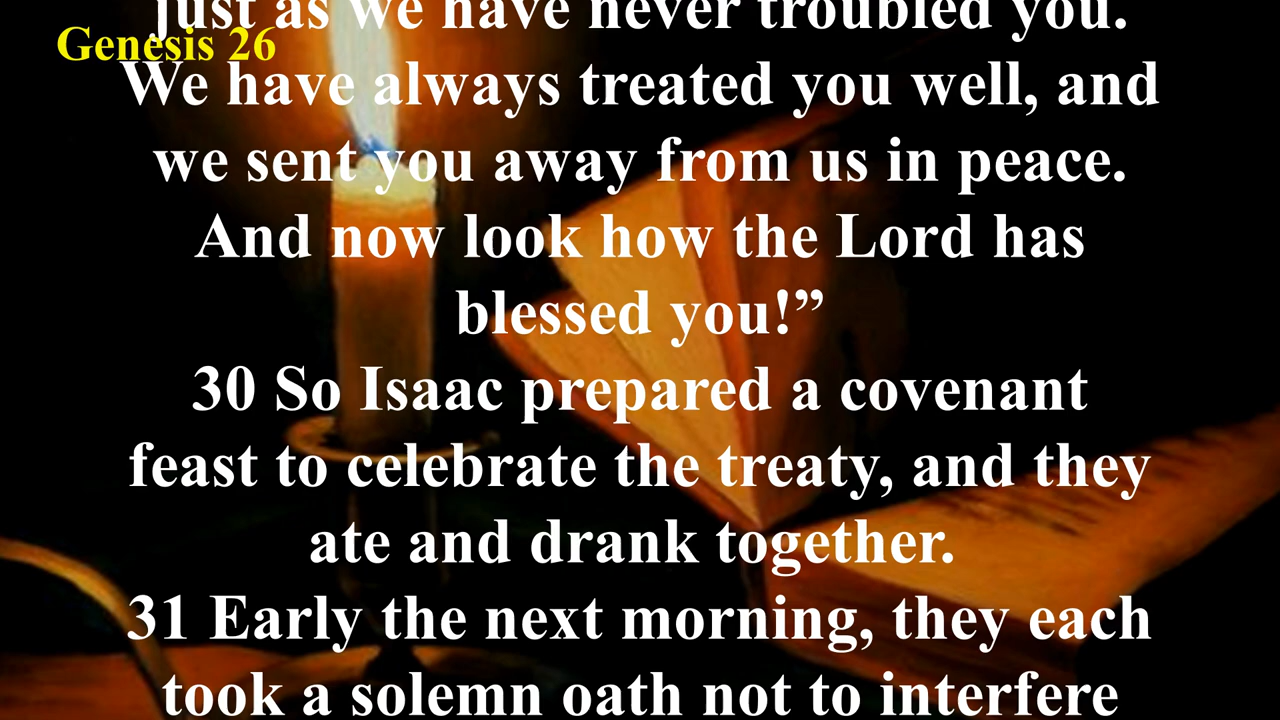 just as we have never troubled you.
Genesis 26
We have always treated you well, and
we sent you away from us in peace.
And now look how the Lord has
blessed you!”
30 So Isaac prepared a covenant
feast to celebrate the treaty, and they
ate and drank together.
31 Early the next morning, they each
took a solemn oath not to interfere